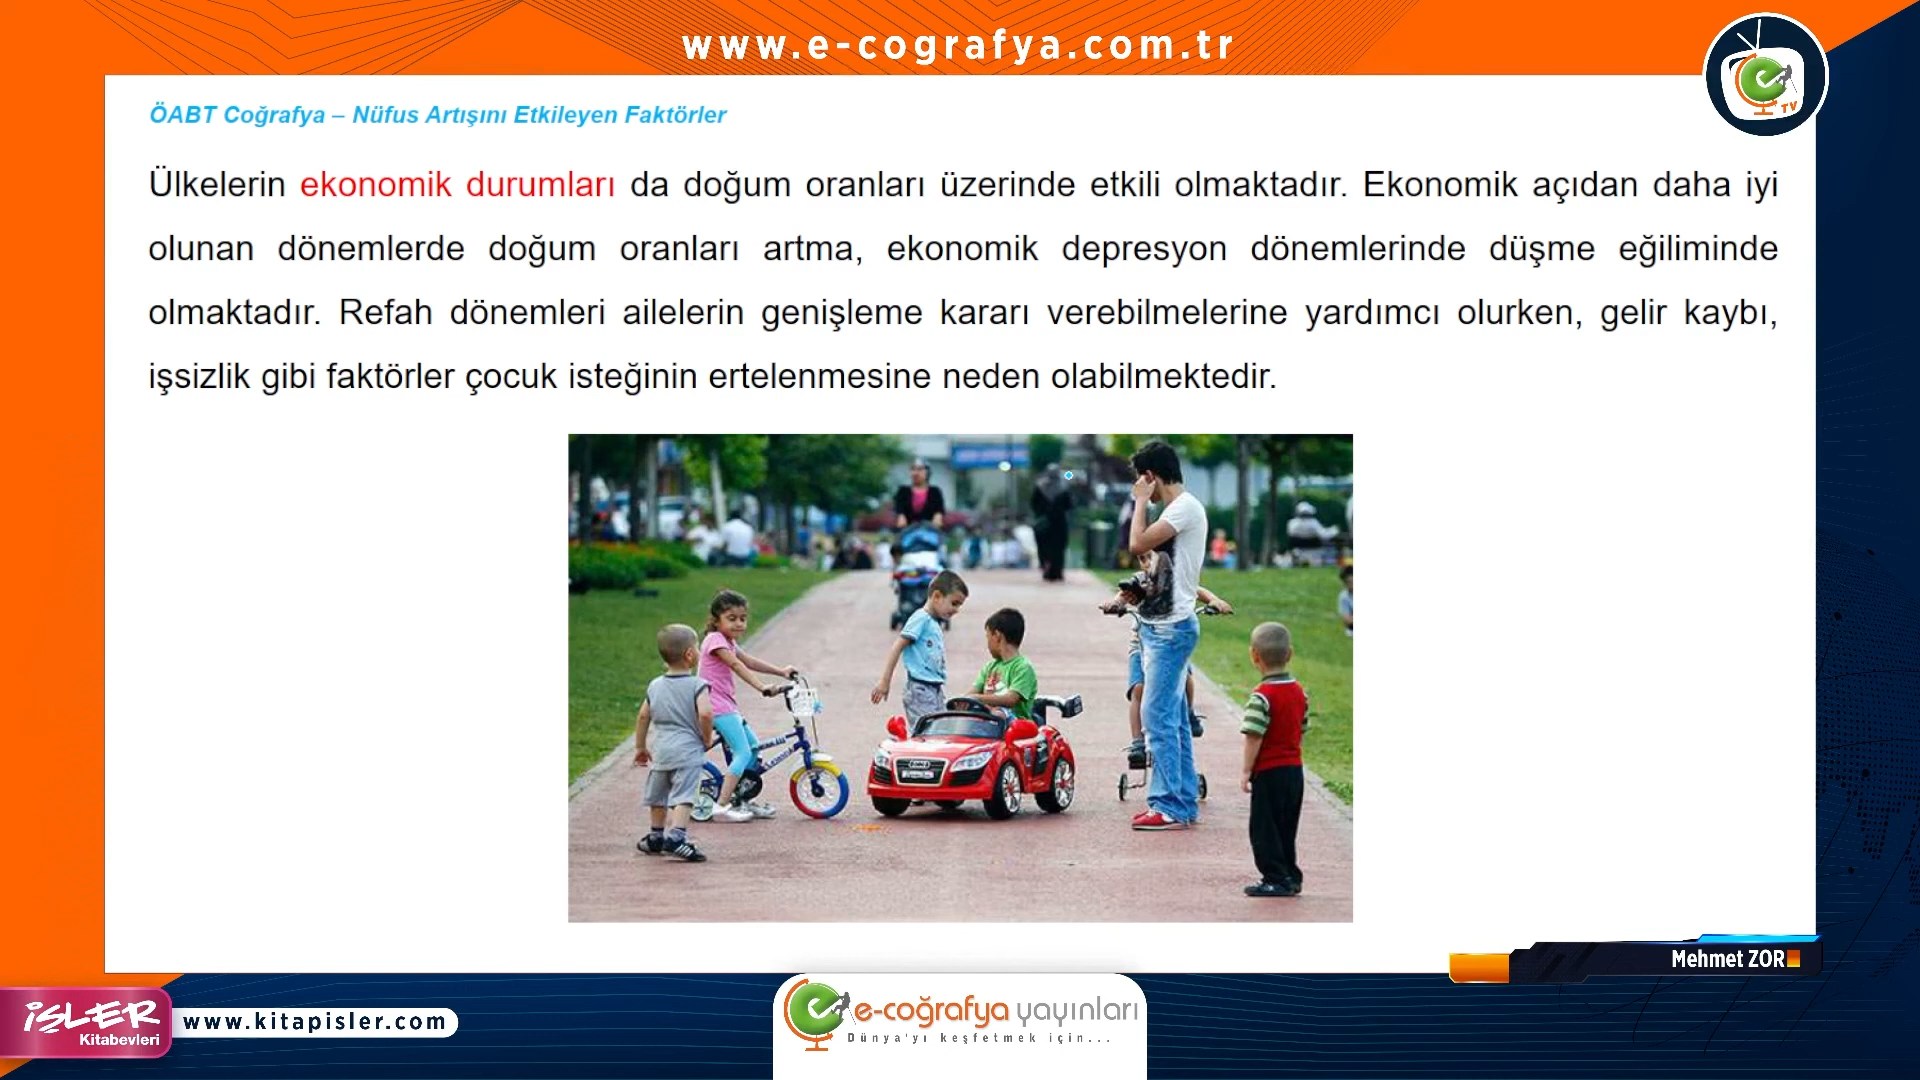 www.e-cografya.com.tr
TV
ÖABT Coğrafya – Nüfus Artışını Etkileyen Faktörler
Ülkelerin ekonomik durumları da doğum oranları üzerinde etkili olmaktadır. Ekonomik açıdan daha iyi
olunan dönemlerde doğum oranları artma, ekonomik depresyon dönemlerinde düşme eğiliminde
olmaktadır. Refah dönemleri ailelerin genişleme kararı verebilmelerine yardımcı olurken, gelir kaybı,
işsizlik gibi faktörler çocuk isteğinin ertelenmesine neden olabilmektedir.
Mehmet ZOR
İŞLER
Kitabevleri
www.kitapisler.com
e-coğrafya yayınları
Dünya'yı keşfetmek için...